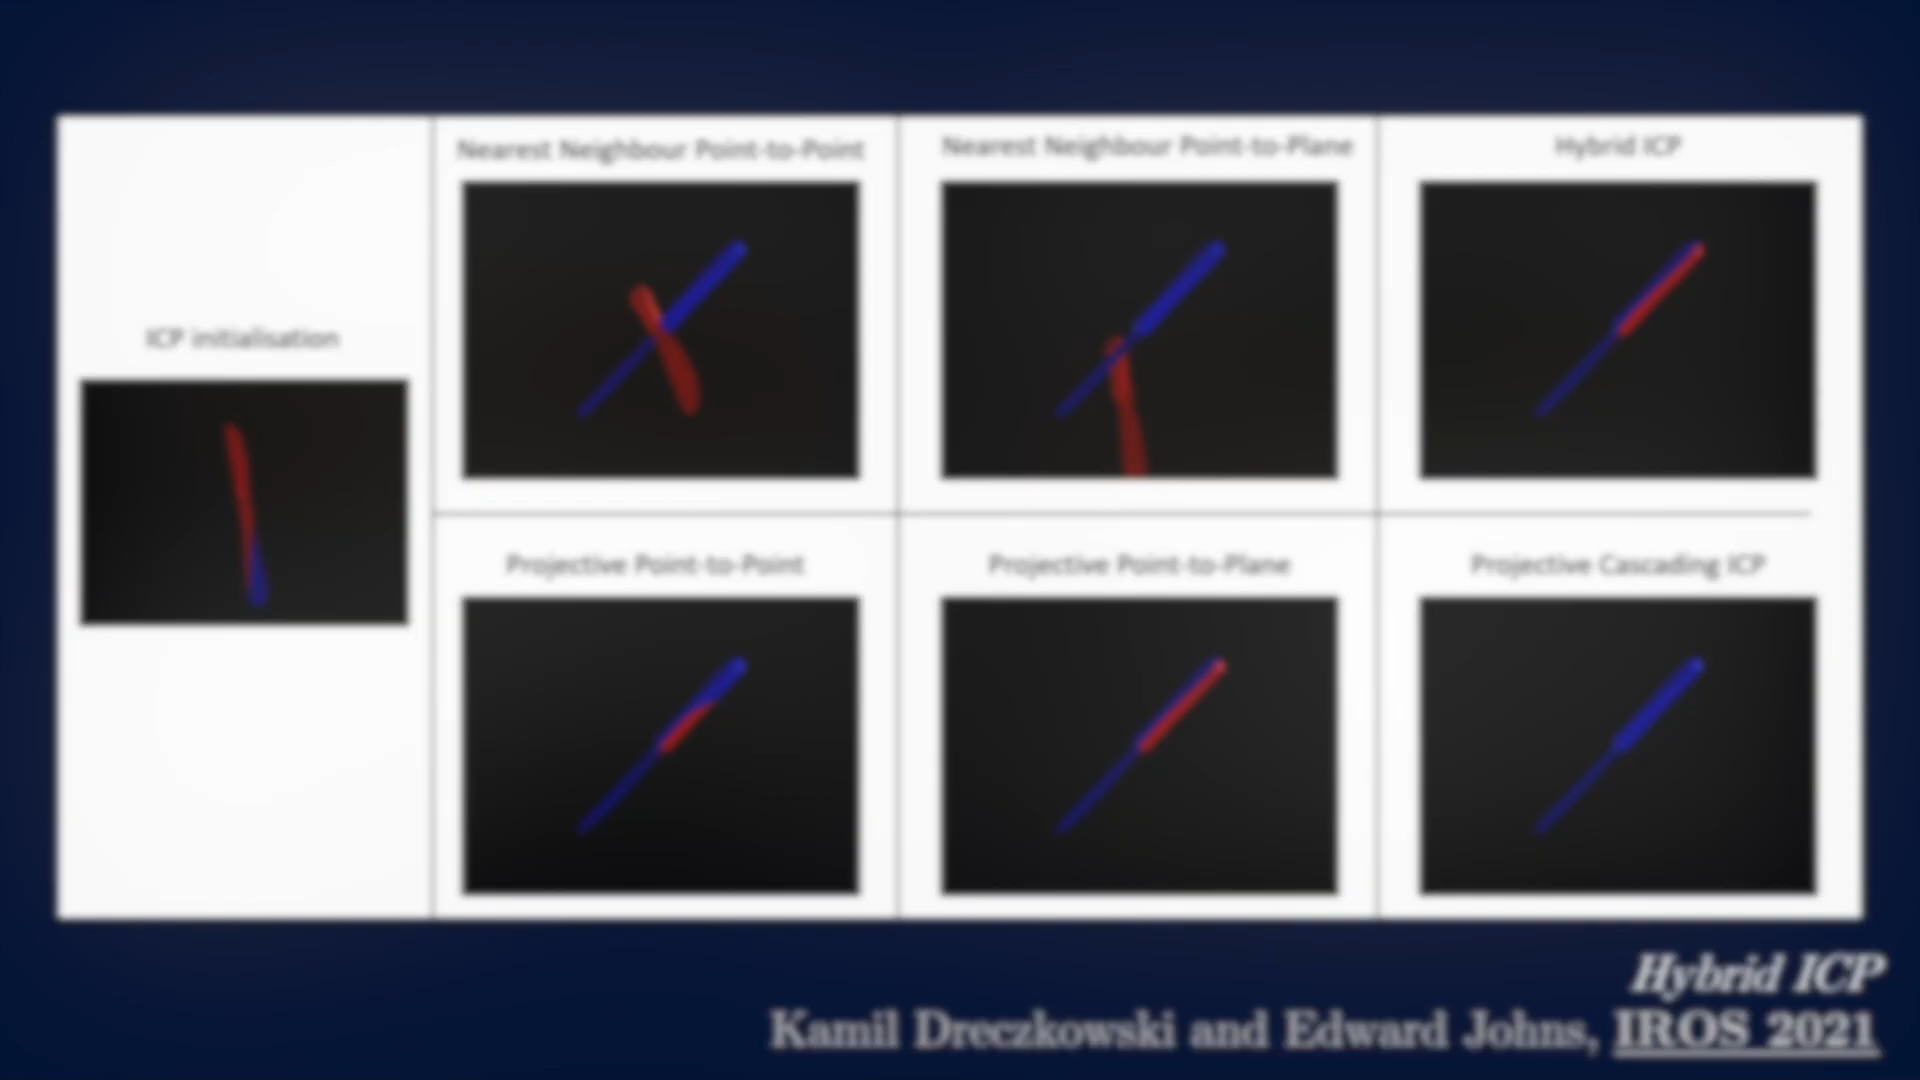 ICP initialisation
Nearest Neighbour Point-to-Point
Nearest Neighbour Point-to-Plane
Hybrid ICP
Projective Point-to-Point
Projective Point-to-Plane
Projective Cascading ICP
Hybrid ICP
Kamil Dreczkowski and Edward Johns, IROS 2021